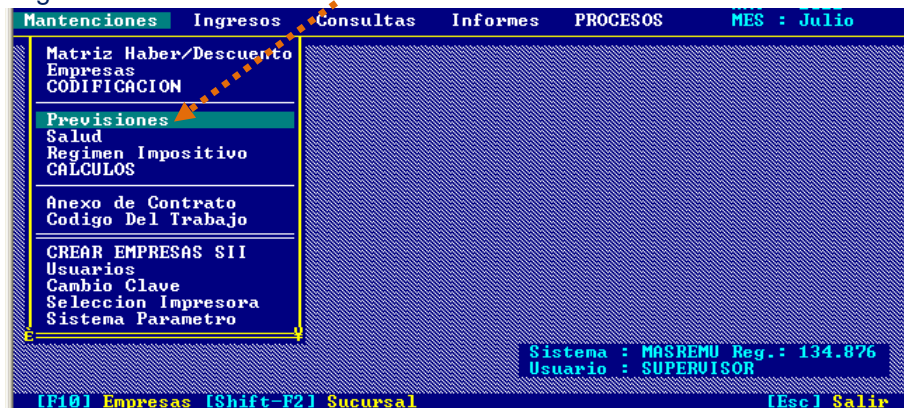 Mantenciones Ingresos Consultas Informes PROCESOS MES : Julio
Matriz Haber/Descuento
Empresas
CODIFICACION
Previsiones
Salud
Regimen Impositivo
CALCULOS
Anexo de Contrato
Codigo Del Trabajo
CREAR EMPRESAS SII
Usuarios
Cambio Clave
Seleccion Impresora
Sistema Parametro
Sistema : MASREMU Reg.: 134.876
Usuario : SUPERVISOR
[F10] Empresas [Shift-F2] Sucursal [Esc] Salir